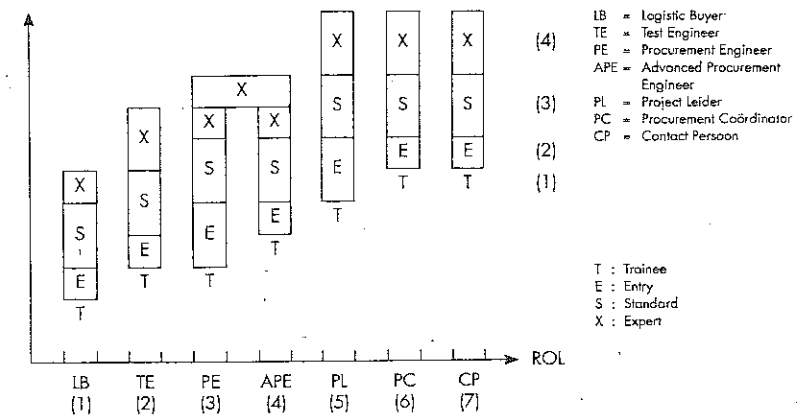 X X X (4)
X
X S S S (3)
X X
X S E E E (2)
S S T T (1)
S E T
E E T
E T T
T
ROL
LB TE PE APE PL PC CP
(1) (2) (3) (4) (5) (6) (7)
LB = Logistic Buyer
TE = Test Engineer
PE = Procurement Engineer
APE = Advanced Procurement
Engineer
PL = Project Leider
PC = Procurement Coördinator
CP = Contact Persoon
T : Trainee
E : Entry
S : Standard
X : Expert